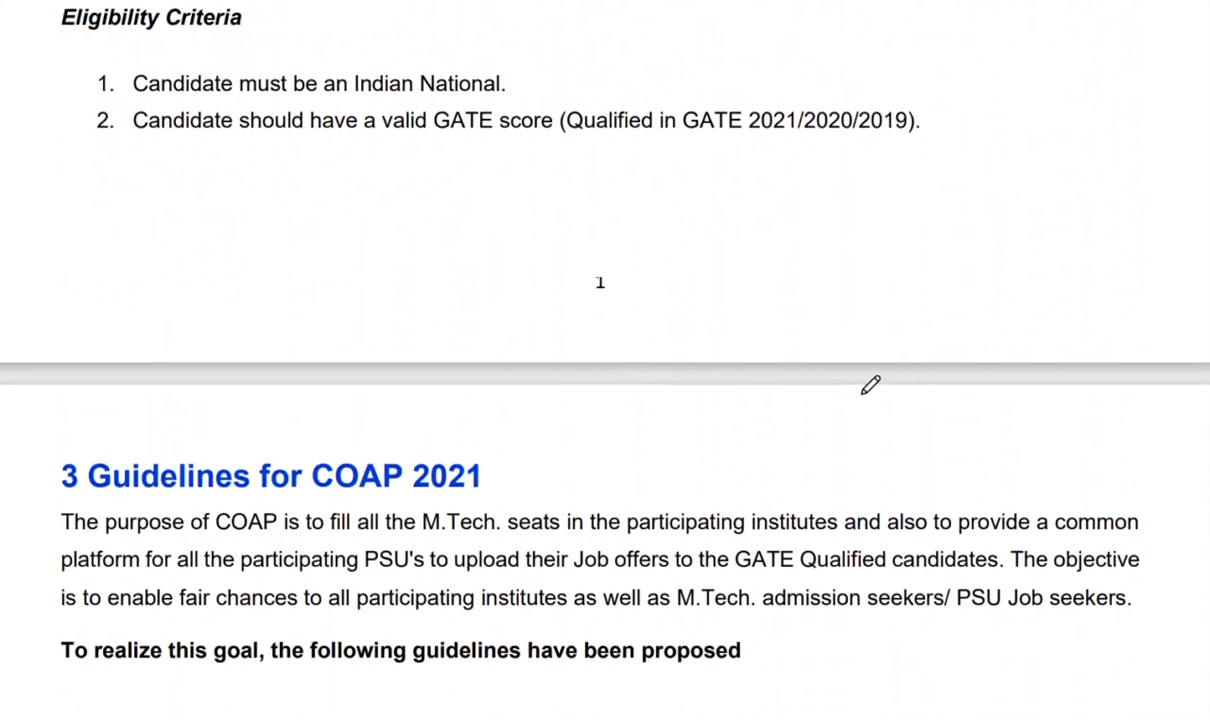 Eligibility Criteria
1. Candidate must be an Indian National.
2. Candidate should have a valid GATE score (Qualified in GATE 2021/2020/2019).
1
3 Guidelines for COAP 2021
The purpose of COAP is to fill all the M.Tech. seats in the participating institutes and also to provide a common
platform for all the participating PSU's to upload their Job offers to the GATE Qualified candidates. The objective
is to enable fair chances to all participating institutes as well as M.Tech. admission seekers/ PSU Job seekers.
To realize this goal, the following guidelines have been proposed